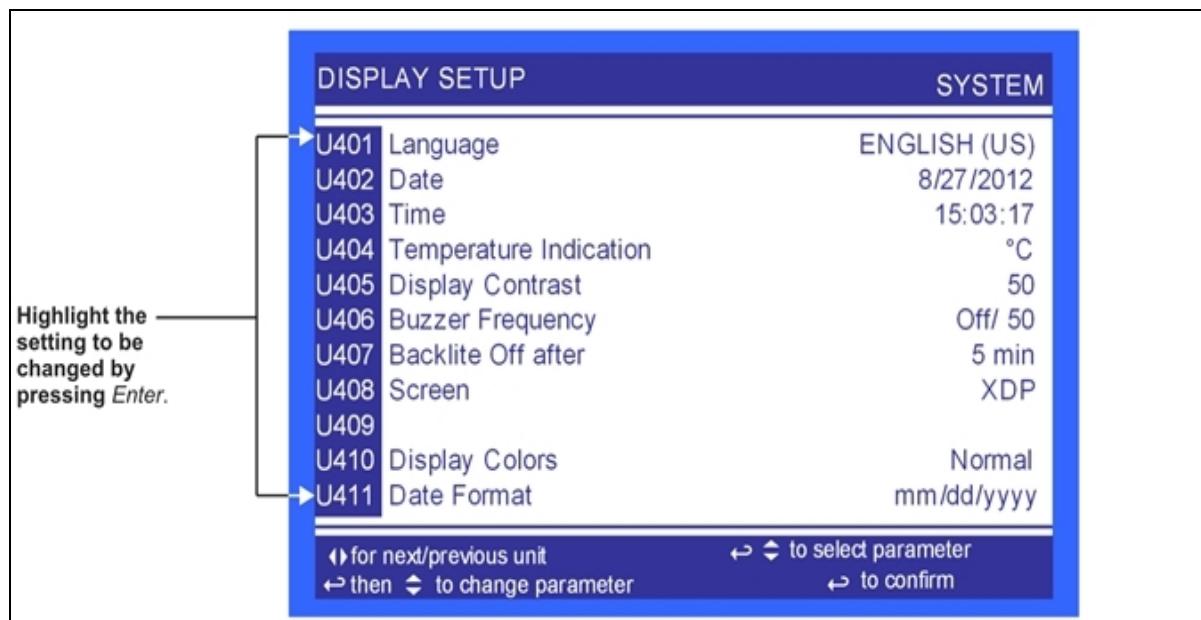 DISPLAY SETUP SYSTEM
U401 Language ENGLISH (US)
U402 Date 8/27/2012
U403 Time 15:03:17
U404 Temperature Indication °C
U405 Display Contrast 50
U406 Buzzer Frequency Off/ 50
U407 Backlite Off after 5 min
U408 Screen XDP
U409
U410 Display Colors Normal
U411 Date Format mm/dd/yyyy
for next/previous unit ↵ to select parameter
↵ then to change parameter ↵ to confirm
Highlight the
setting to be
changed by
pressing Enter.